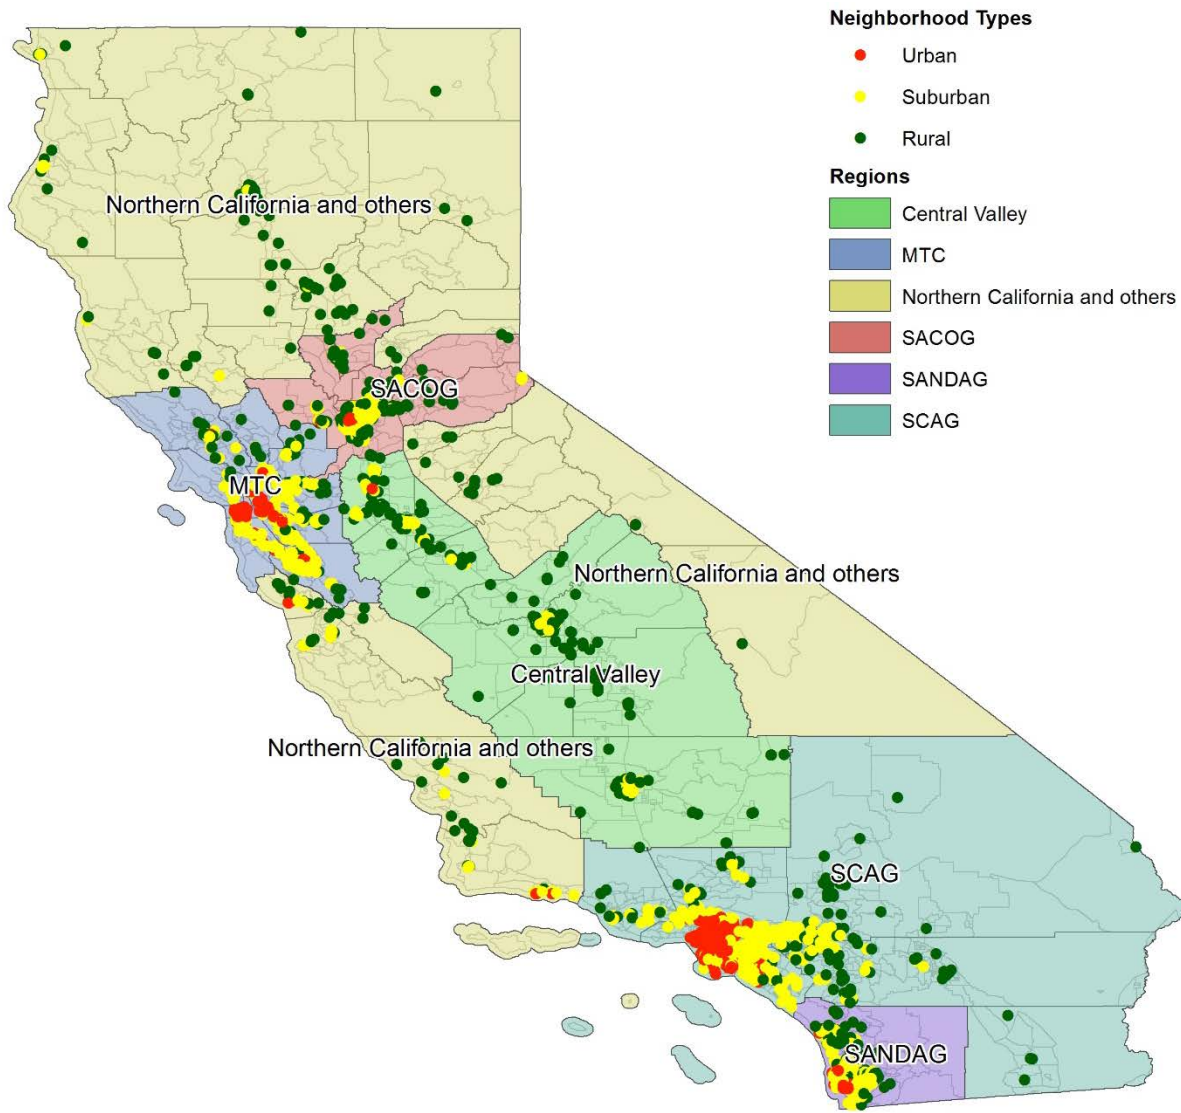 Neighborhood Types
Urban
Suburban
Rural
Regions
Central Valley
MTC
Northern California and others
SACOG
SANDAG
SCAG
Northern California and others
SACOG
MTC
Northern California and others
Central Valley
Northern California and others
SCAG
SANDAG